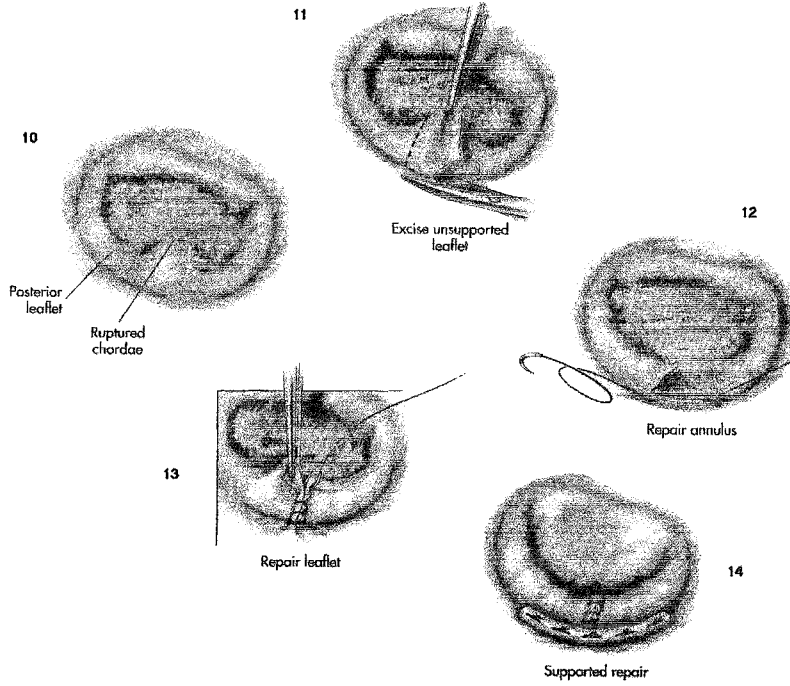 10
Posterior
leaflet
Ruptured
chordae
11
Excise unsupported
leaflet
12
Repair annulus
13
Repair leaflet
14
Supported repair